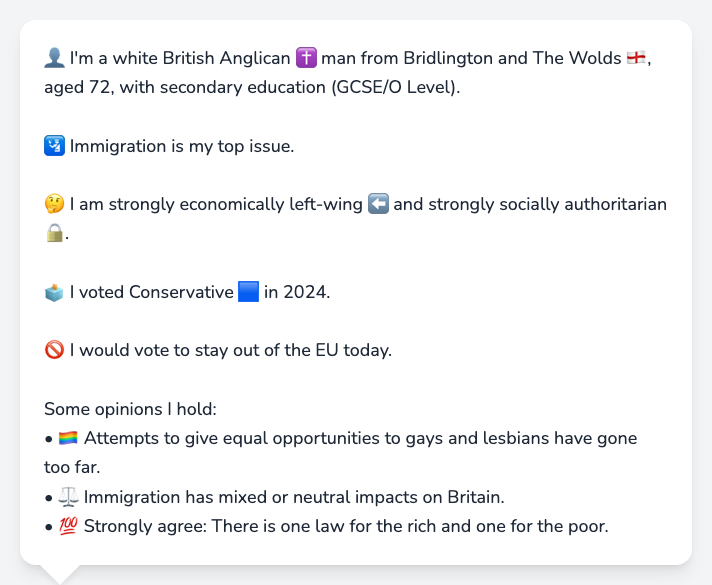 👤 I'm a white British Anglican ✝️ man from Bridlington and The Wolds 🏴󠁧󠁢󠁥󠁮󠁧󠁿,
aged 72, with secondary education (GCSE/O Level).
🛂 Immigration is my top issue.
🤔 I am strongly economically left-wing ⬅️ and strongly socially authoritarian
🔒.
🗳️ I voted Conservative 🟦 in 2024.
🚫 I would vote to stay out of the EU today.
Some opinions I hold:
• 🏳️‍🌈 Attempts to give equal opportunities to gays and lesbians have gone
too far.
• ⚖️ Immigration has mixed or neutral impacts on Britain.
• 💯 Strongly agree: There is one law for the rich and one for the poor.